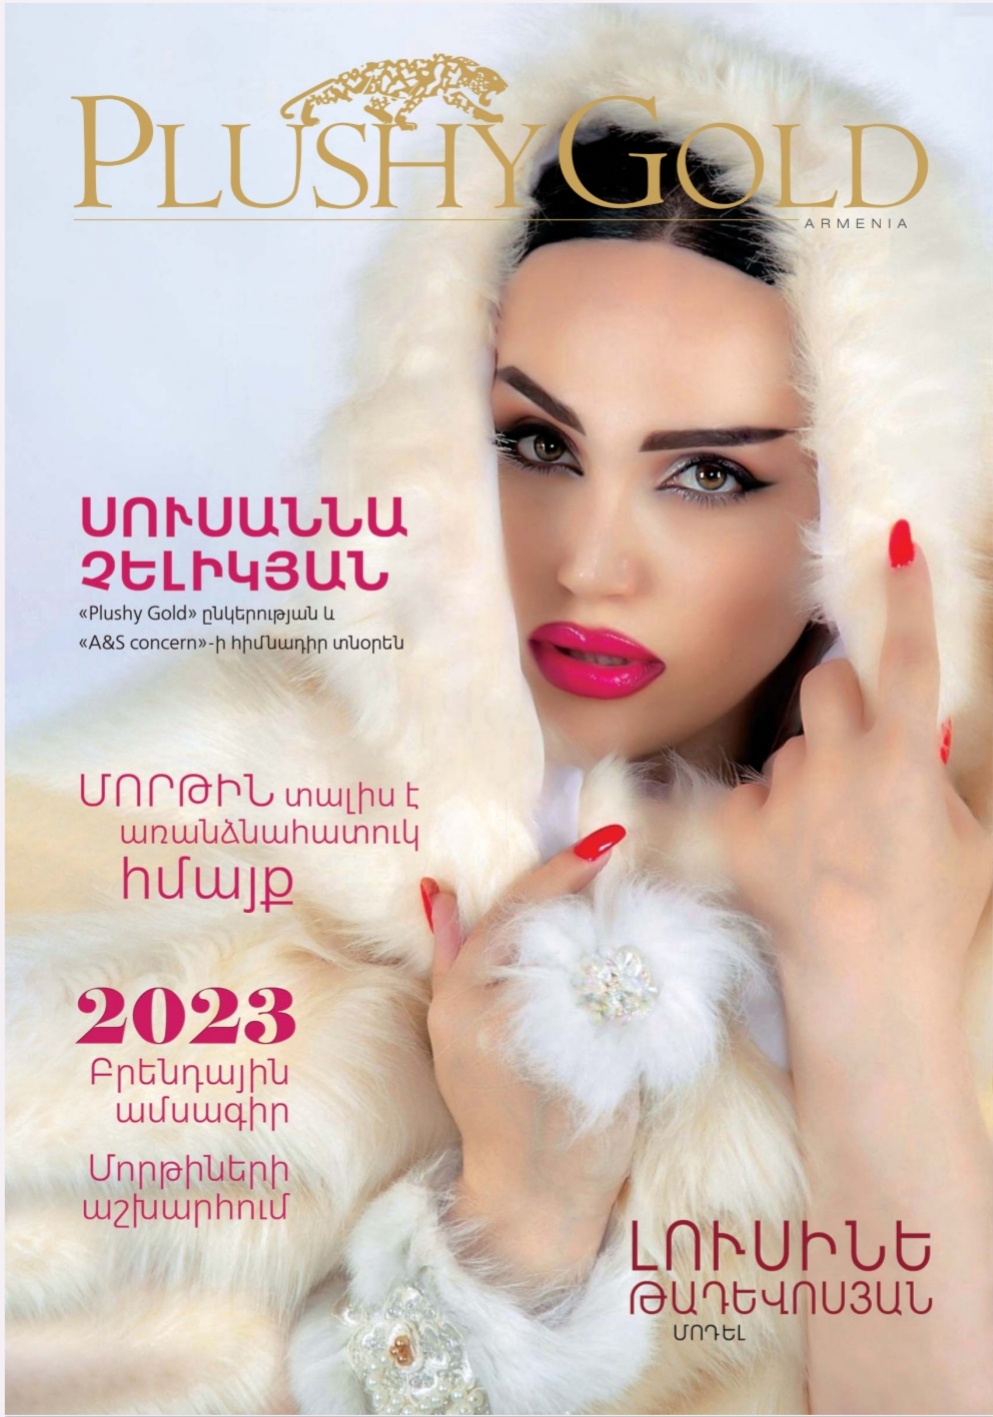 PLUSHY GOLD
ARMENIA
ՍՈՒՍԱՆՆԱ
ՉԵԼԻԿՅԱՆ
«Plushy Gold» ընկերության և
«A&S concern»-ի հիմնադիր տնօրեն
ՄՈՐԹԻՆ տալիս է
առանձնահատուկ
հմայք
2023
Բրենդային
ամսագիր
Մորթիների
աշխարհում
ԼՈՒՍԻՆԵ
ԹԱԴԵՎՈՍՅԱՆ
ՄՈԴԵԼ